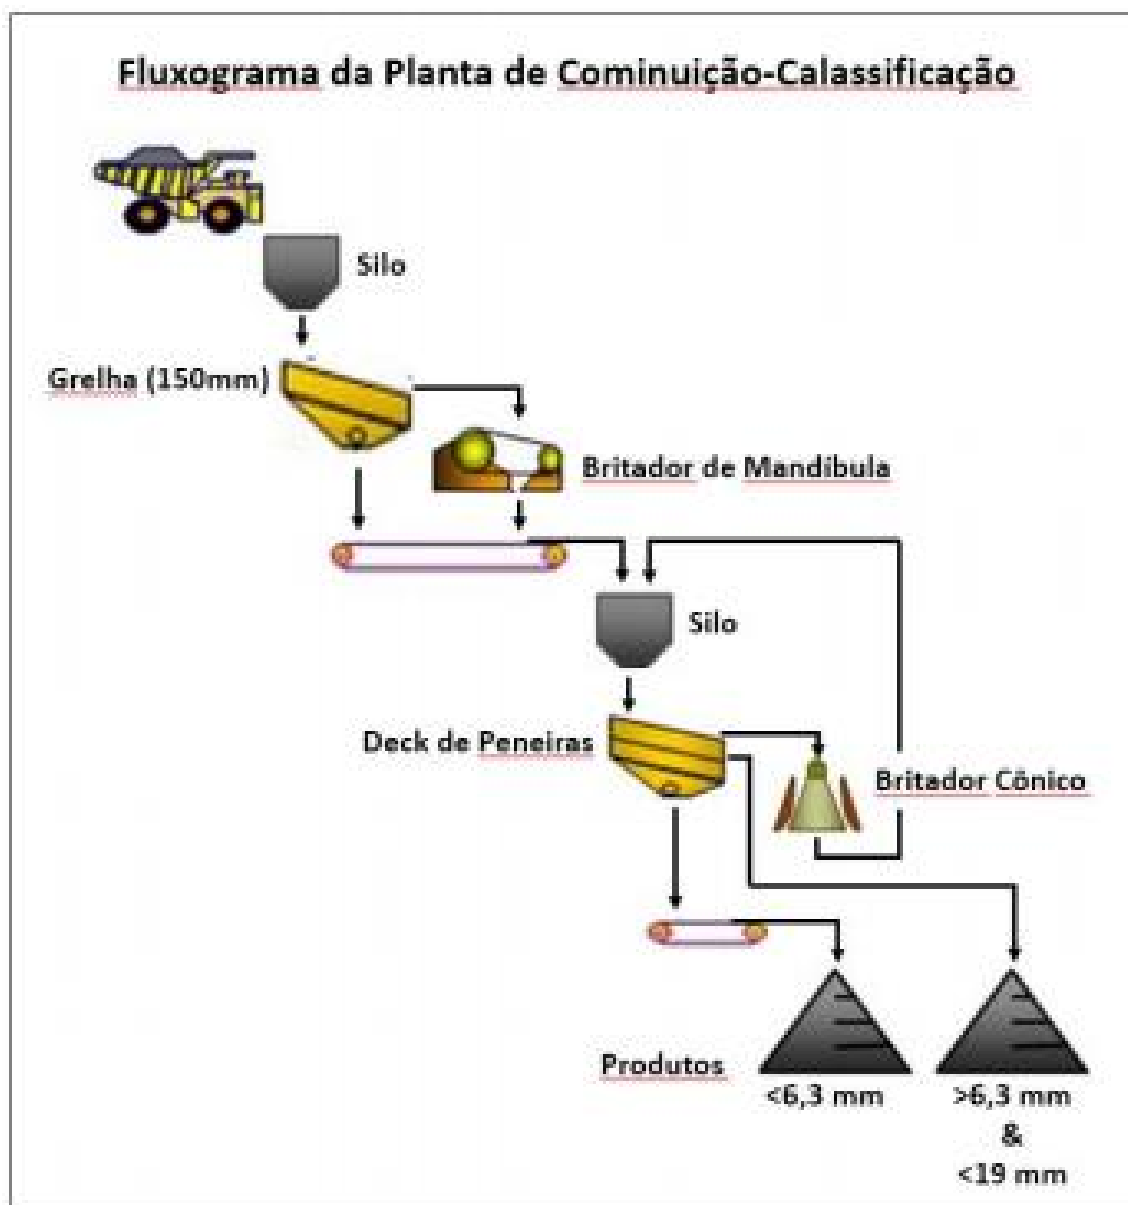 Fluxograma da Planta de Cominuição-Calassificação
Silo
Grelha (150mm)
Britador de Mandíbula
Silo
Deck de Peneiras
Britador Cônico
Produtos
<6,3 mm
>6,3 mm
&
<19 mm